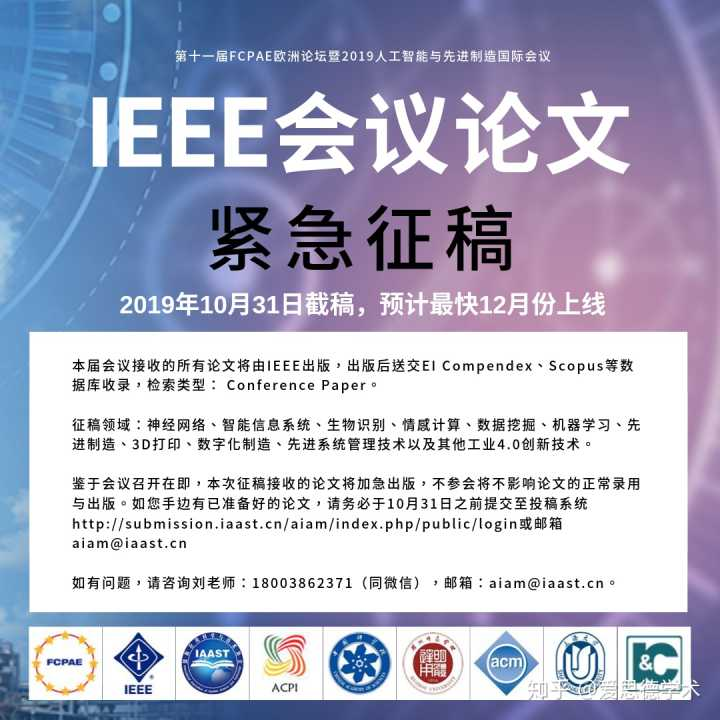 第十一届FCPAE欧洲论坛暨2019人工智能与先进制造国际会议
IEEE会议论文
紧急征稿
2019年10月31日截稿，预计最快12月份上线
本届会议接收的所有论文将由IEEE出版，出版后送交EI Compendex、Scopus等数
据库收录，检索类型： Conference Paper。
征稿领域：神经网络、智能信息系统、生物识别、情感计算、数据挖掘、机器学习、先
进制造、3D打印、数字化制造、先进系统管理技术以及其他工业4.0创新技术。
鉴于会议召开在即，本次征稿接收的论文将加急出版，不参会将不影响论文的正常录用
与出版。如您手边有已准备好的论文，请务必于10月31日之前提交至投稿系统
http://submission.iaast.cn/aiam/index.php/public/login或邮箱
aiam@iaast.cn
如有问题，请咨询刘老师：18003862371（同微信），邮箱：aiam@iaast.cn。
FCPAE
IEEE
IAAST
ACPI
acm
&C
知乎 @爱思德学术